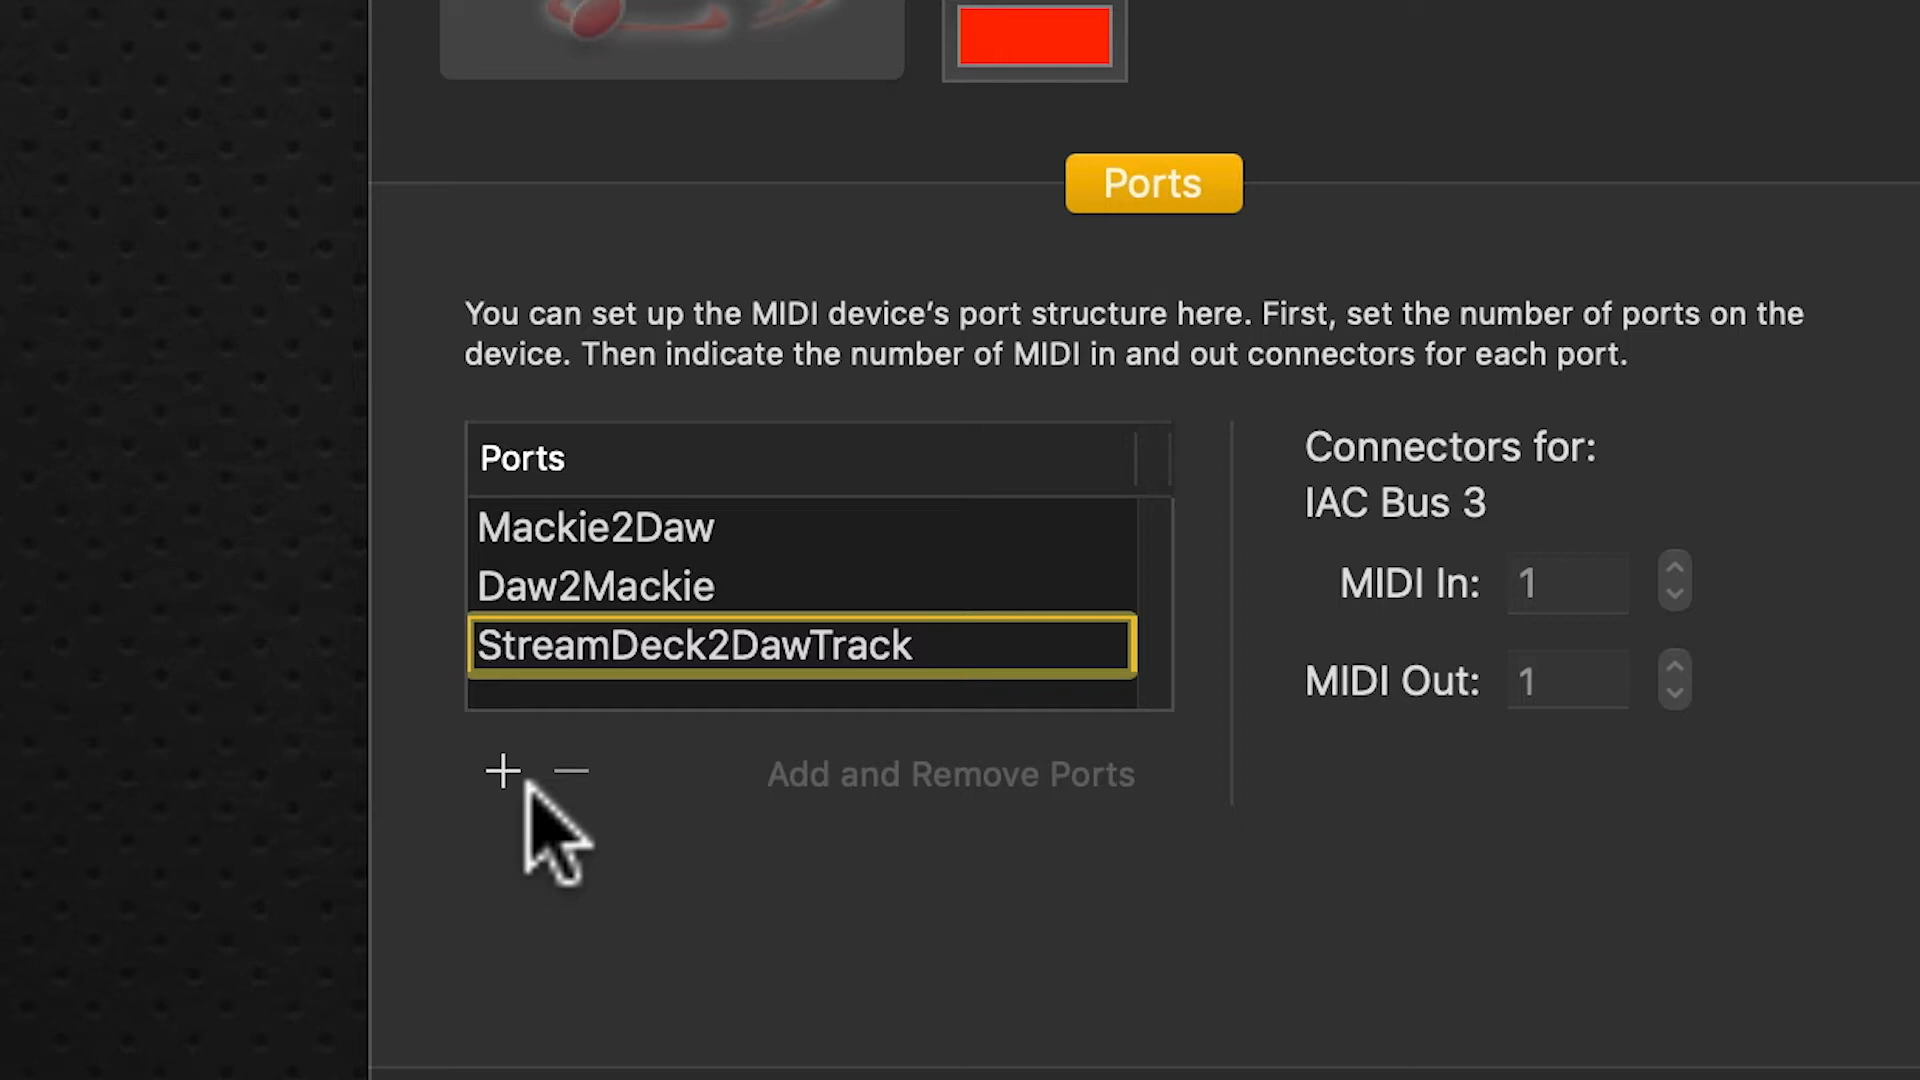 Ports
You can set up the MIDI device’s port structure here. First, set the number of ports on the
device. Then indicate the number of MIDI in and out connectors for each port.
Ports
Mackie2Daw
Daw2Mackie
StreamDeck2DawTrack
Add and Remove Ports
Connectors for:
IAC Bus 3
MIDI In: 1
MIDI Out: 1